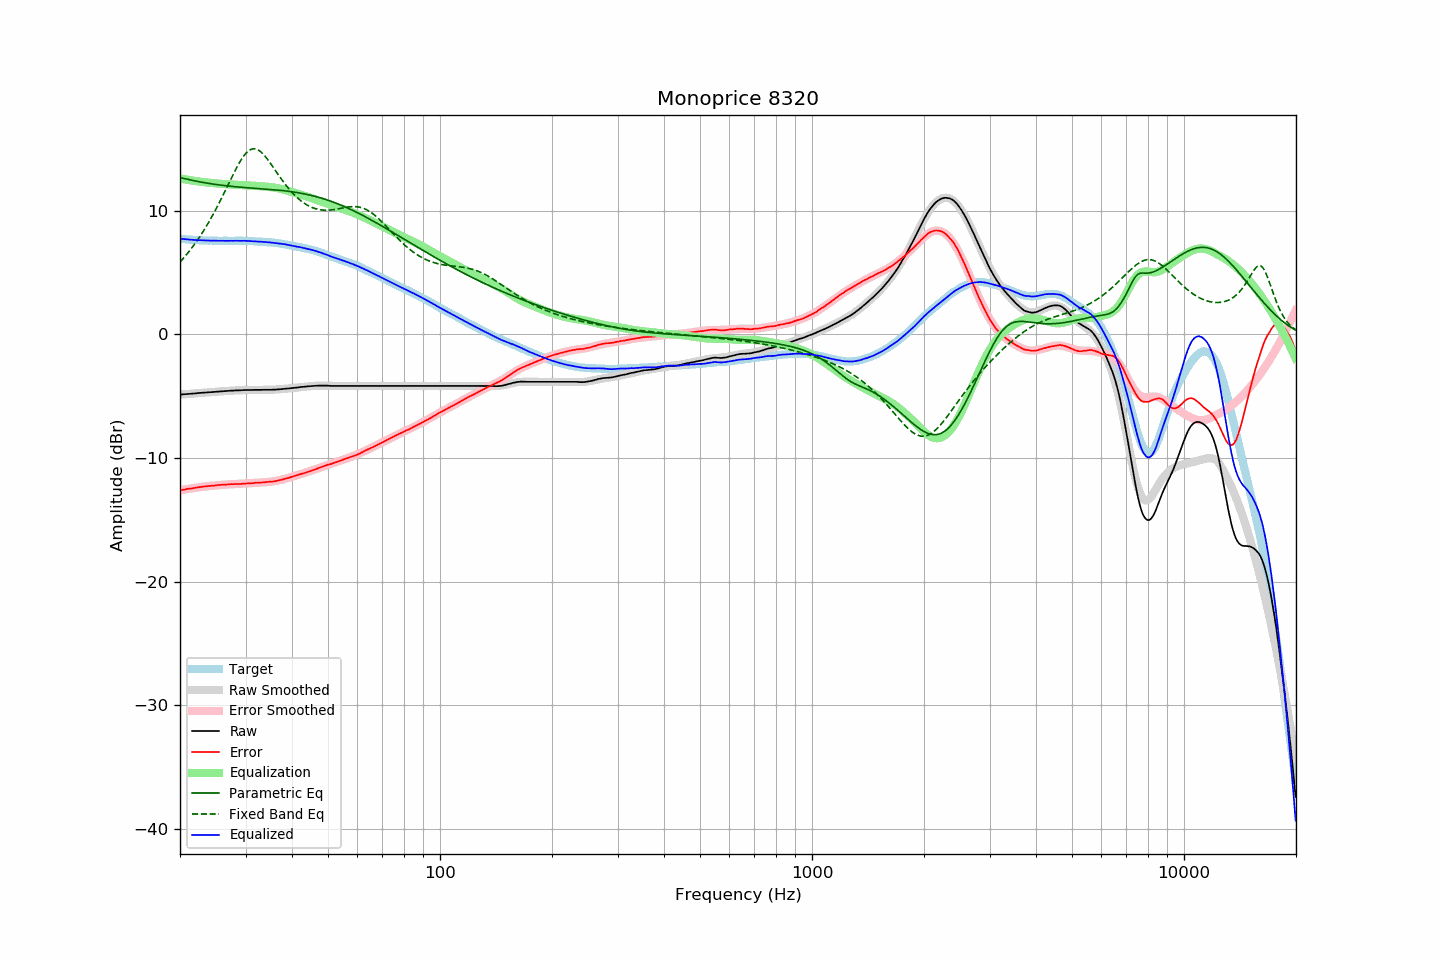 Monoprice 8320
Amplitude (dBr)
10
0
−10
−20
−30
−40
100
1000
10000
Frequency (Hz)
Target
Raw Smoothed
Error Smoothed
Raw
Error
Equalization
Parametric Eq
Fixed Band Eq
Equalized